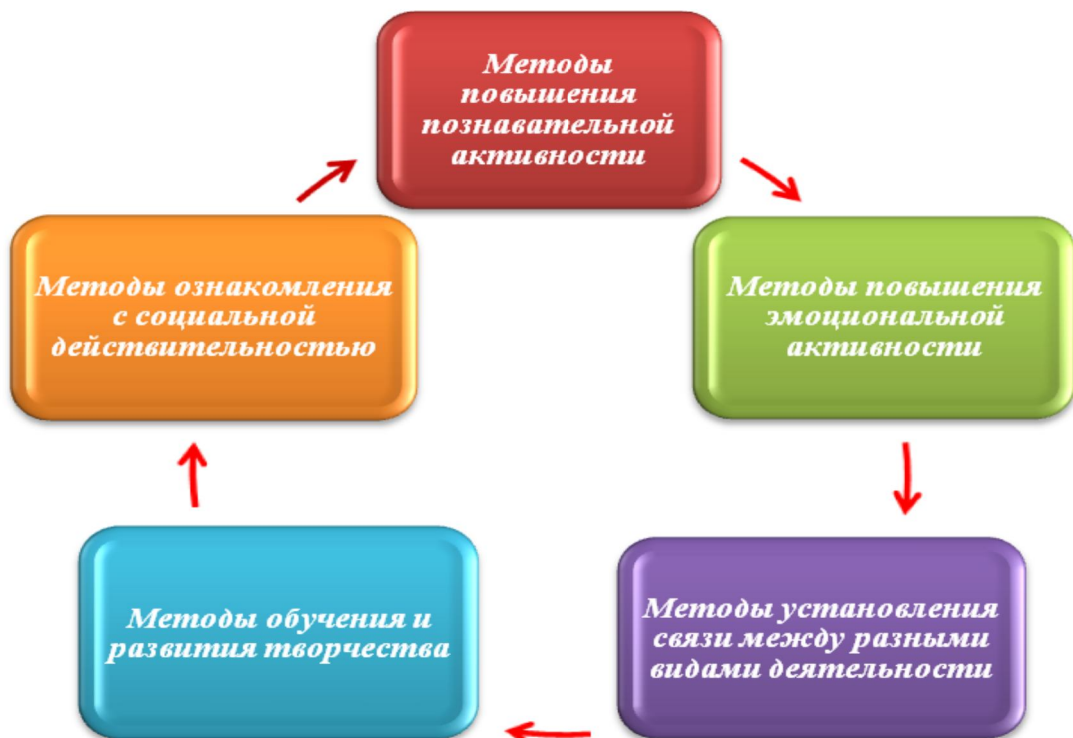 Методы
повышения
познавательной
активности
Методы повышения
эмоциональной
активности
Методы установления
связи между разными
видами деятельности
Методы обучения и
развития творчества
Методы ознакомления
с социальной
действительностью